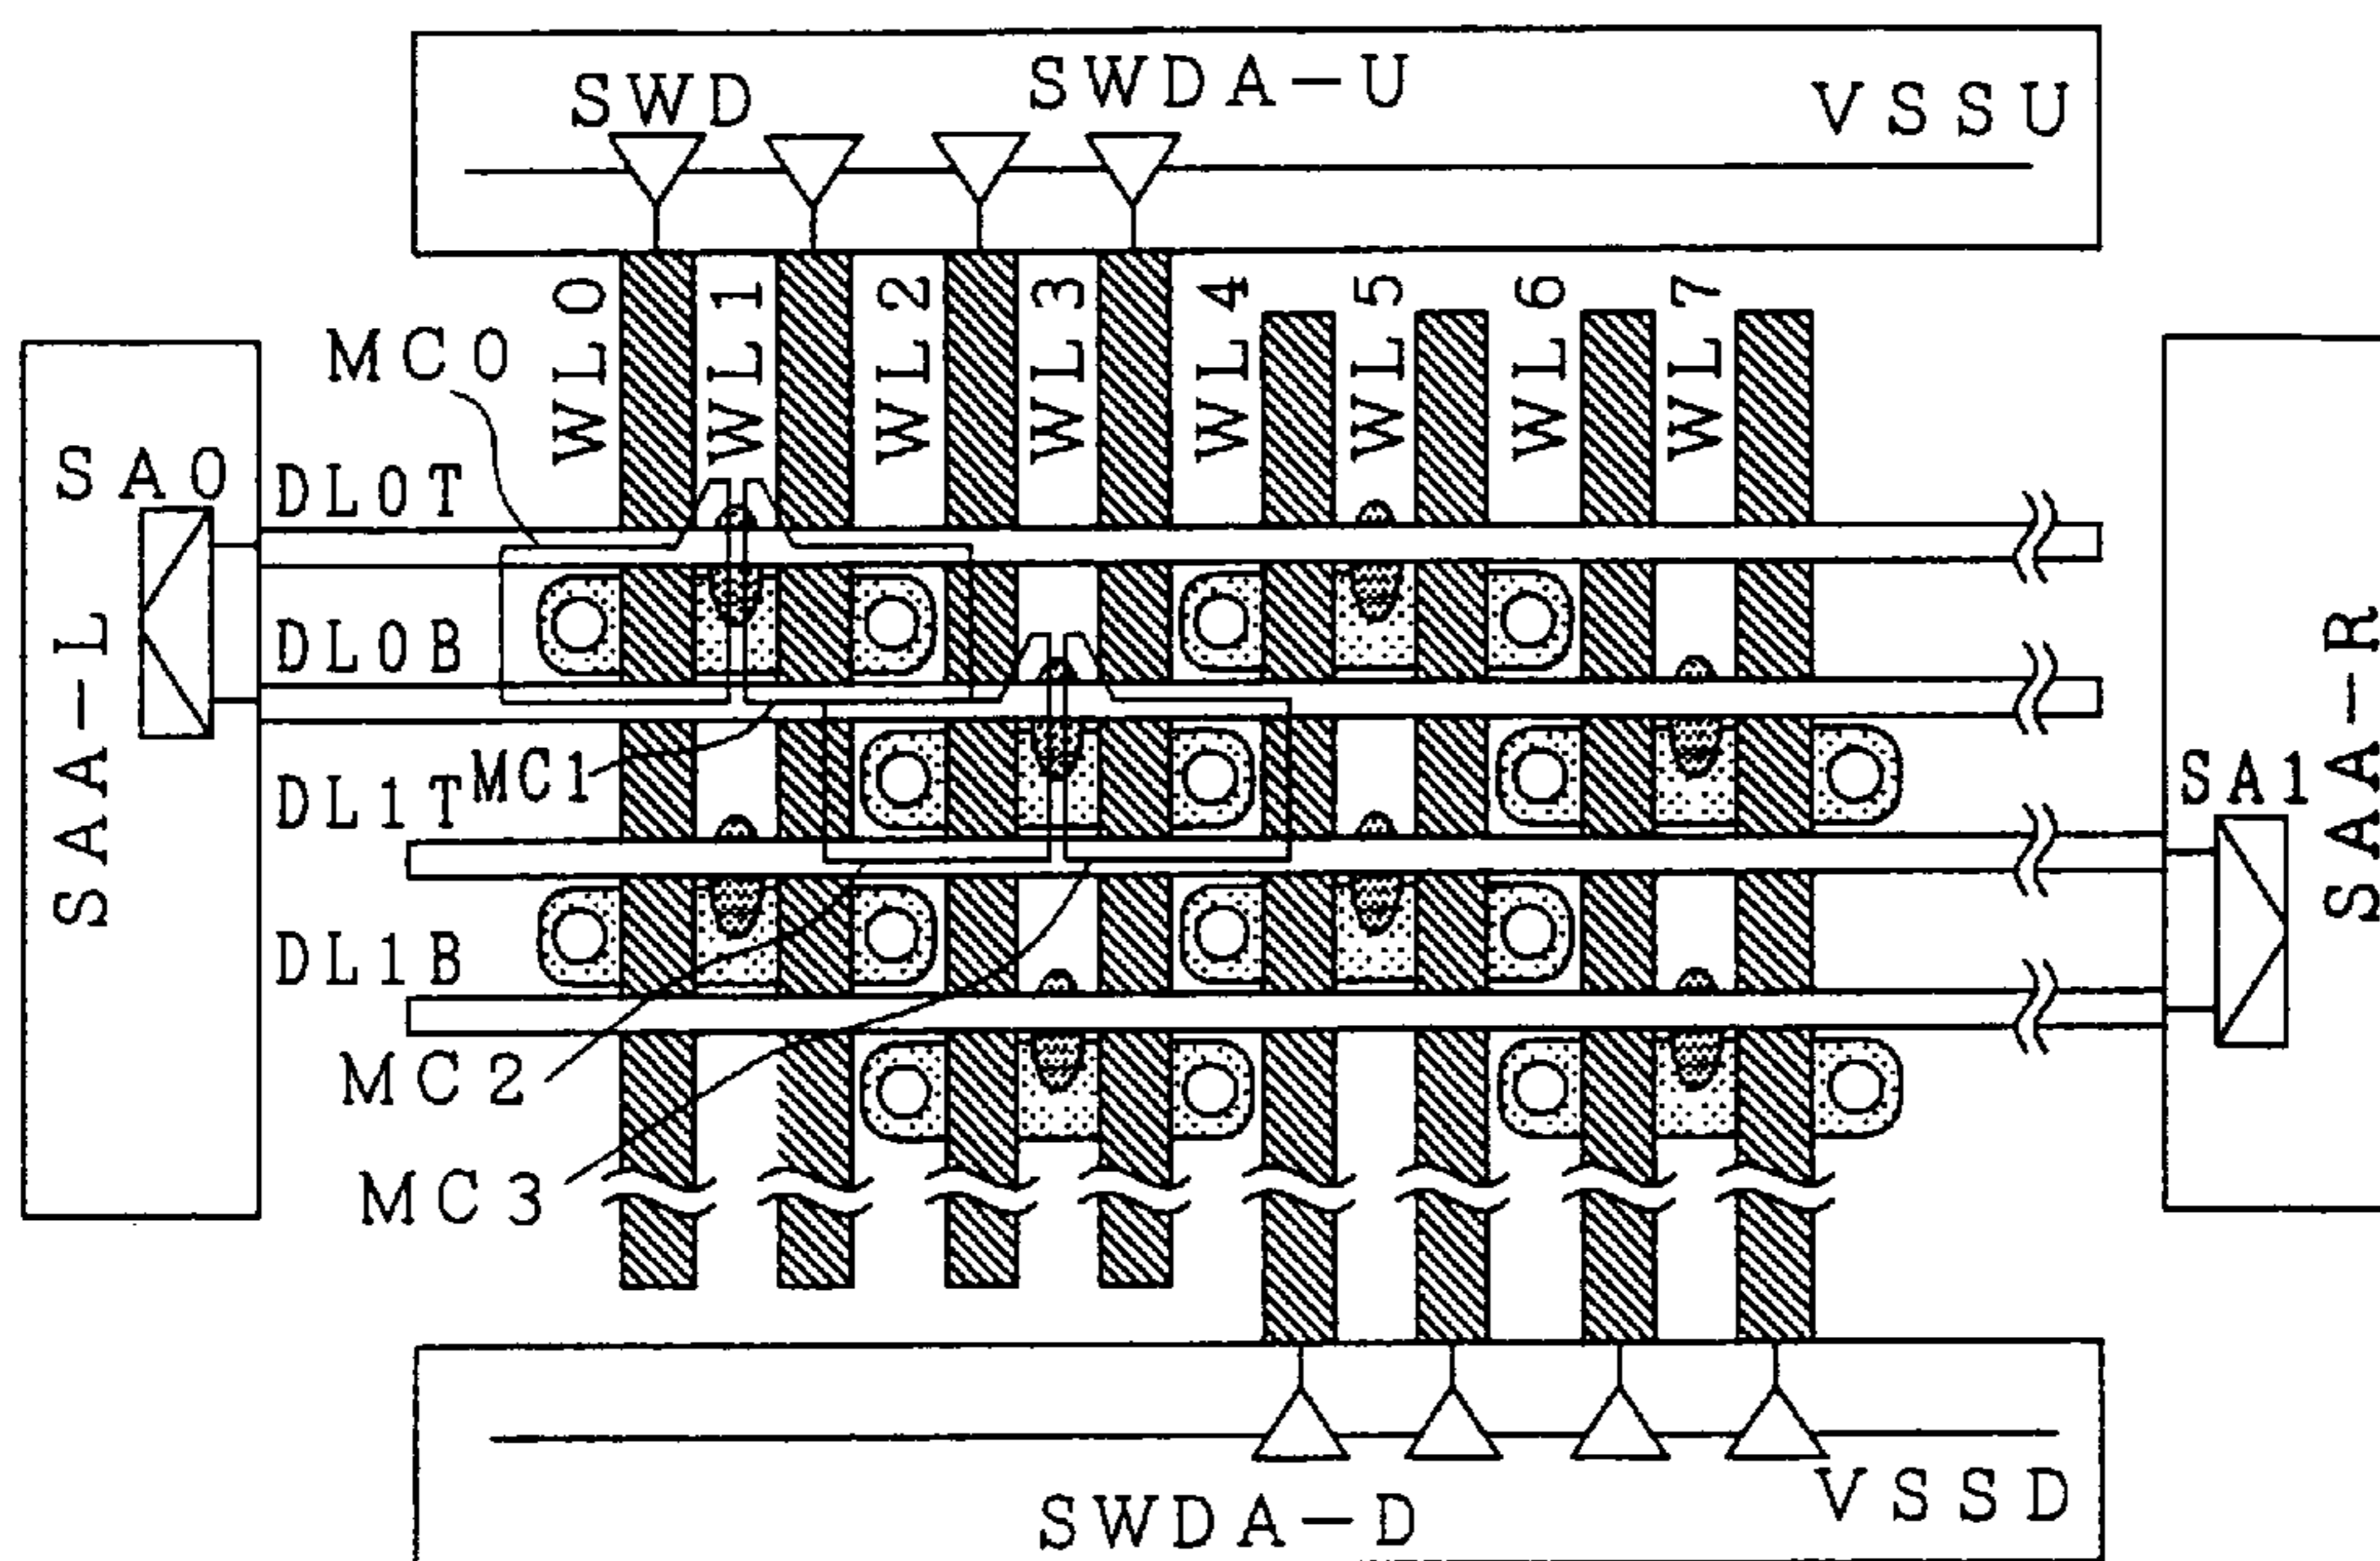 SWD
SWDA-U
VSSU
WL0
WL1
WL2
WL3
WL4
WL5
WL6
WL7
MC0
SA0
DL0T
DL0B
SAA-L
MC1
DL1T
SA1
SAA-R
DL1B
MC2
MC3
VSSD
SWDA-D